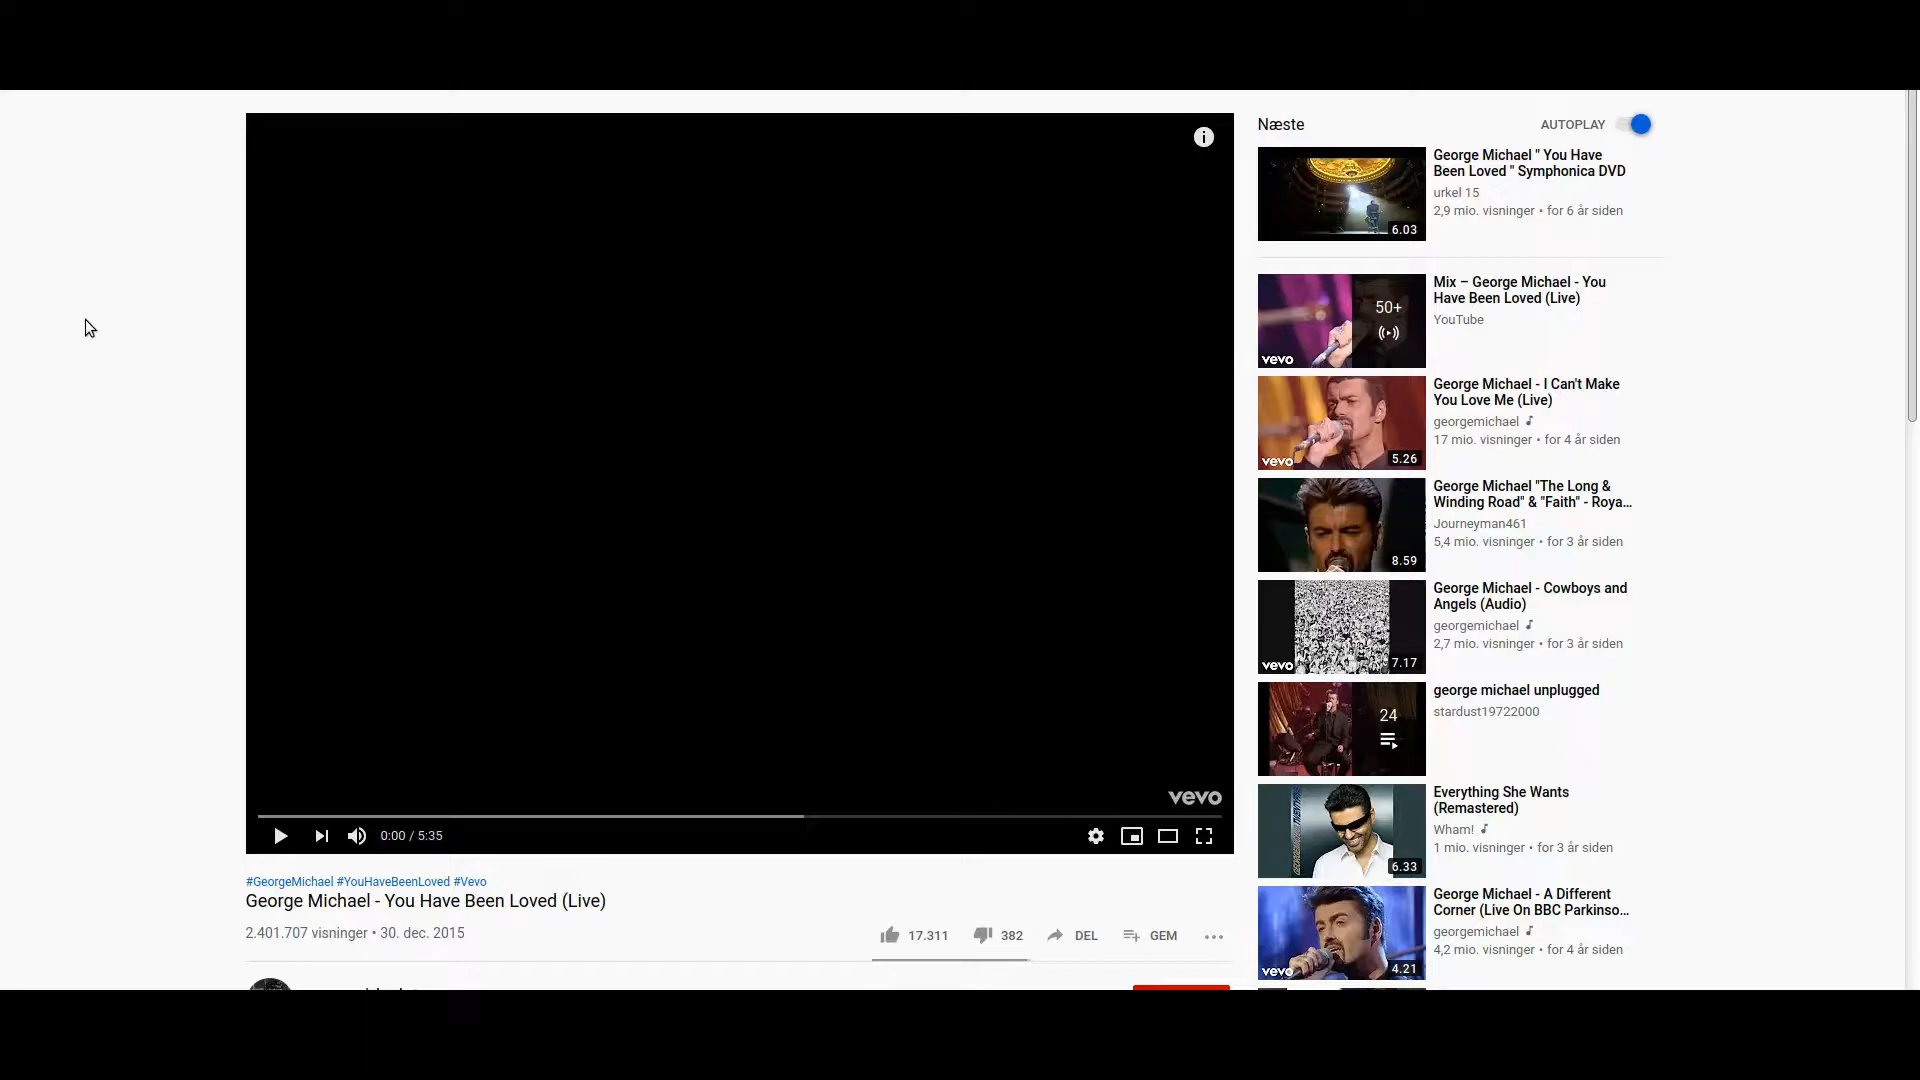 vevo
0:00 / 5:35
#GeorgeMichael #YouHaveBeenLoved #Vevo
George Michael - You Have Been Loved (Live)
2.401.707 visninger • 30. dec. 2015
17.311
382
DEL
GEM
Næste
AUTOPLAY
6.03
George Michael " You Have
Been Loved " Symphonica DVD
urkel 15
2,9 mio. visninger • for 6 år siden
50+
vevo
Mix – George Michael - You
Have Been Loved (Live)
YouTube
vevo
5.26
George Michael - I Can't Make
You Love Me (Live)
georgemichael
17 mio. visninger • for 4 år siden
8.59
George Michael "The Long &
Winding Road" & "Faith" - Roya...
Journeyman461
5,4 mio. visninger • for 3 år siden
vevo
7.17
George Michael - Cowboys and
Angels (Audio)
georgemichael
2,7 mio. visninger • for 3 år siden
24
george michael unplugged
stardust19722000
6.33
Everything She Wants
(Remastered)
Wham!
1 mio. visninger • for 3 år siden
vevo
4.21
George Michael - A Different
Corner (Live On BBC Parkinso...
georgemichael
4,2 mio. visninger • for 4 år siden